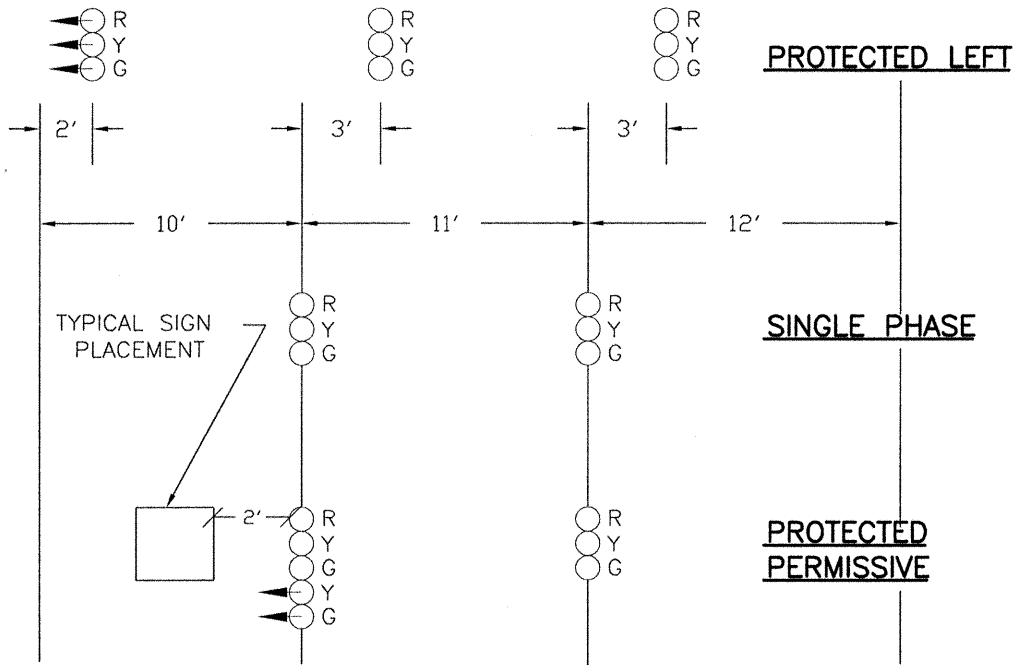 R R R
Y Y Y PROTECTED LEFT
G G G
2' 3' 3'
10' 11' 12'
R R
TYPICAL SIGN Y Y SINGLE PHASE
PLACEMENT G G
2' R R
Y Y PROTECTED
G G PERMISSIVE
Y
G